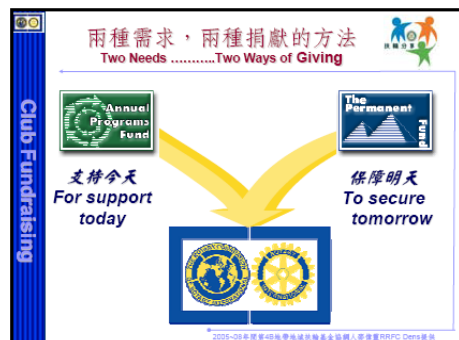 兩種需求，兩種捐獻的方法
Two Needs ...........Two Ways of Giving
Club Fundraising
Annual
Programs
Fund
The
Permanent
Fund
支持今天
For support
today
保障明天
To secure
tomorrow
ROTARY
INTERNATIONAL